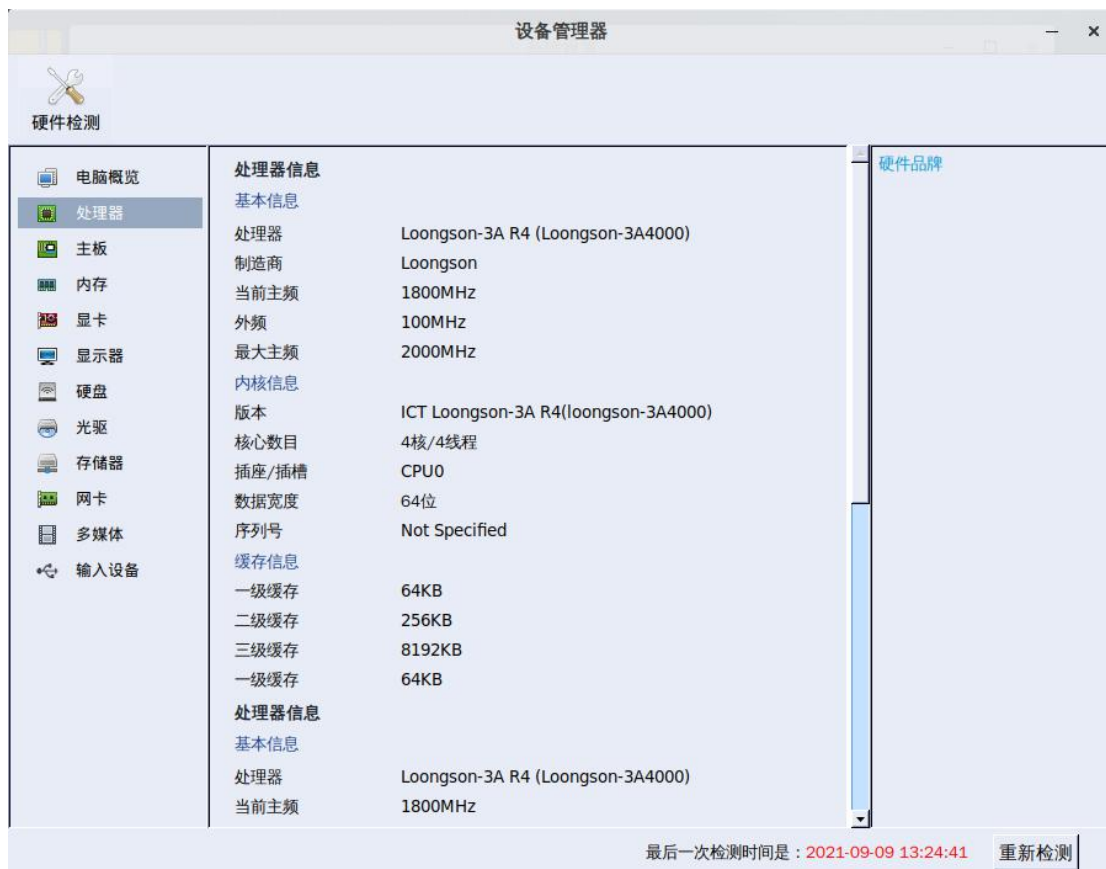 设备管理器
硬件检测
电脑概览
处理器
主板
内存
显卡
显示器
硬盘
光驱
存储器
网卡
多媒体
输入设备
处理器信息
基本信息
处理器 Loongson-3A R4 (Loongson-3A4000)
制造商 Loongson
当前主频 1800MHz
外频 100MHz
最大主频 2000MHz
内核信息
版本 ICT Loongson-3A R4(loongson-3A4000)
核心数目 4核/4线程
插座/插槽 CPU0
数据宽度 64位
序列号 Not Specified
缓存信息
一级缓存 64KB
二级缓存 256KB
三级缓存 8192KB
一级缓存 64KB
处理器信息
基本信息
处理器 Loongson-3A R4 (Loongson-3A4000)
当前主频 1800MHz
硬件品牌
最后一次检测时间是：2021-09-09 13:24:41 重新检测